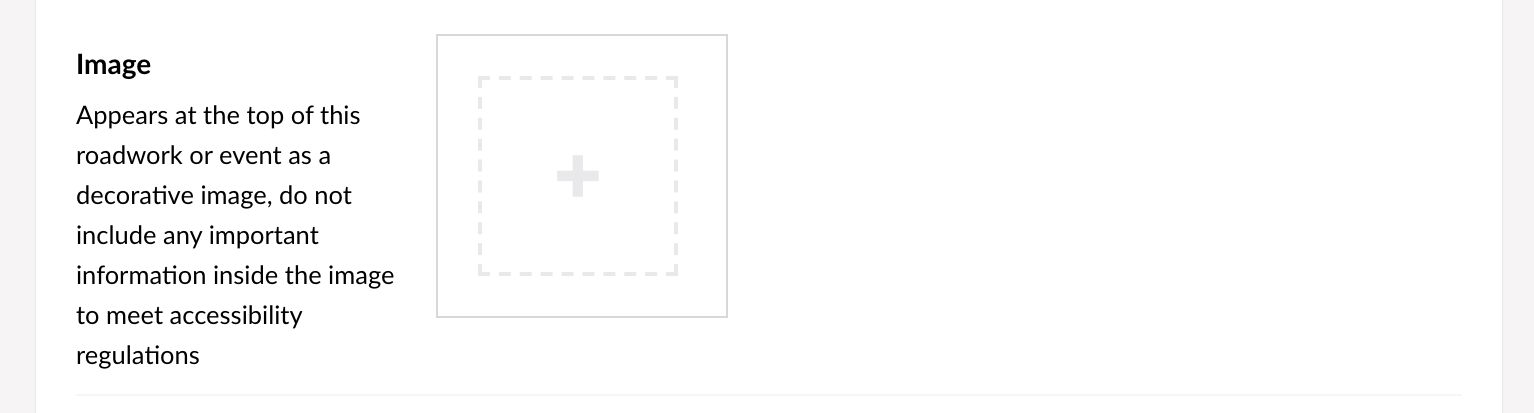 Image
Appears at the top of this
roadwork or event as a
decorative image, do not
include any important
information inside the image
to meet accessibility
regulations